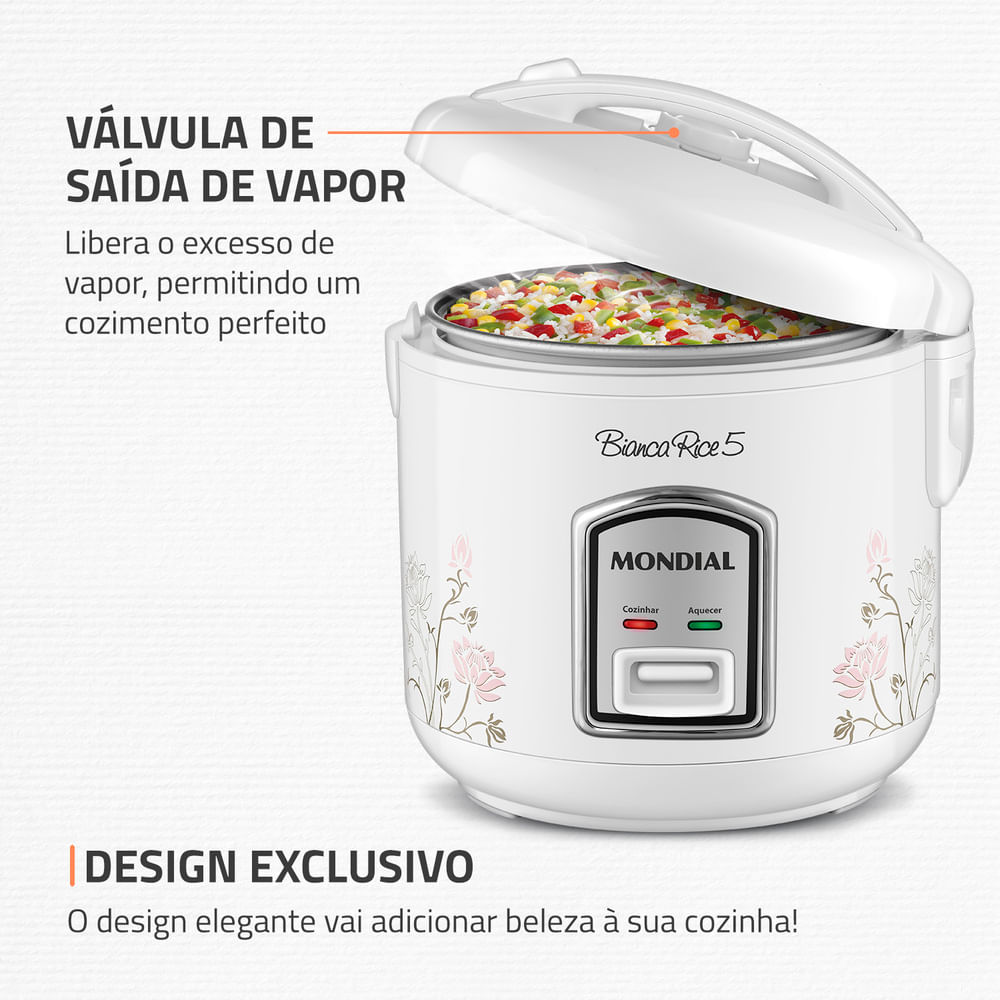 VÁLVULA DE
SAÍDA DE VAPOR
Libera o excesso de
vapor, permitindo um
cozimento perfeito
Bianca Rice 5
MONDIAL
Cozinhar Aquecer
DESIGN EXCLUSIVO
O design elegante vai adicionar beleza à sua cozinha!